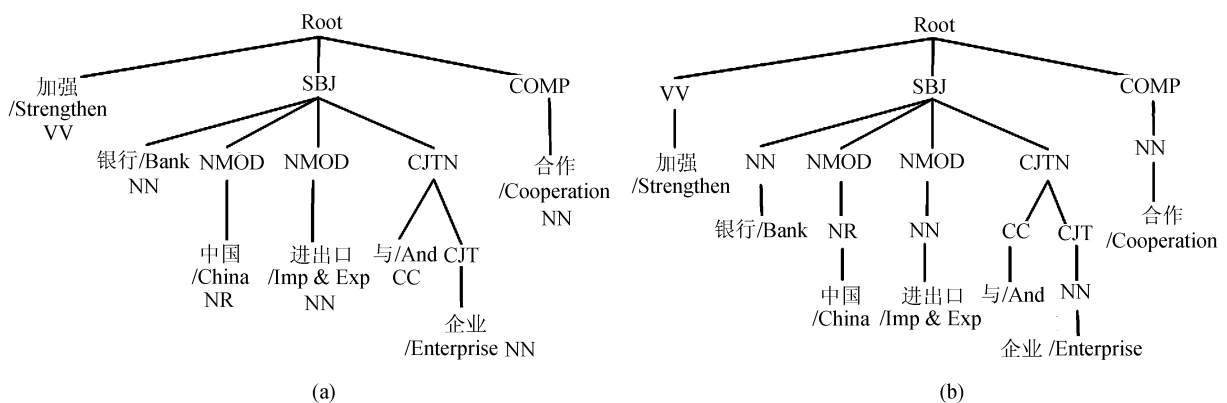 Root
加强
/Strengthen
VV
SBJ
COMP
银行/Bank
NN
NMOD
NMOD
CJTN
合作
/Cooperation
NN
中国
/China
NR
进出口
/Imp & Exp
NN
与/And
CC
CJT
企业
/Enterprise NN
(a)
Root
VV
SBJ
COMP
加强
/Strengthen
NN
NMOD
NMOD
CJTN
NN
银行/Bank
NR
NN
CC
CJT
合作
/Cooperation
中国
/China
进出口
/Imp & Exp
与/And
NN
企业 /Enterprise
(b)